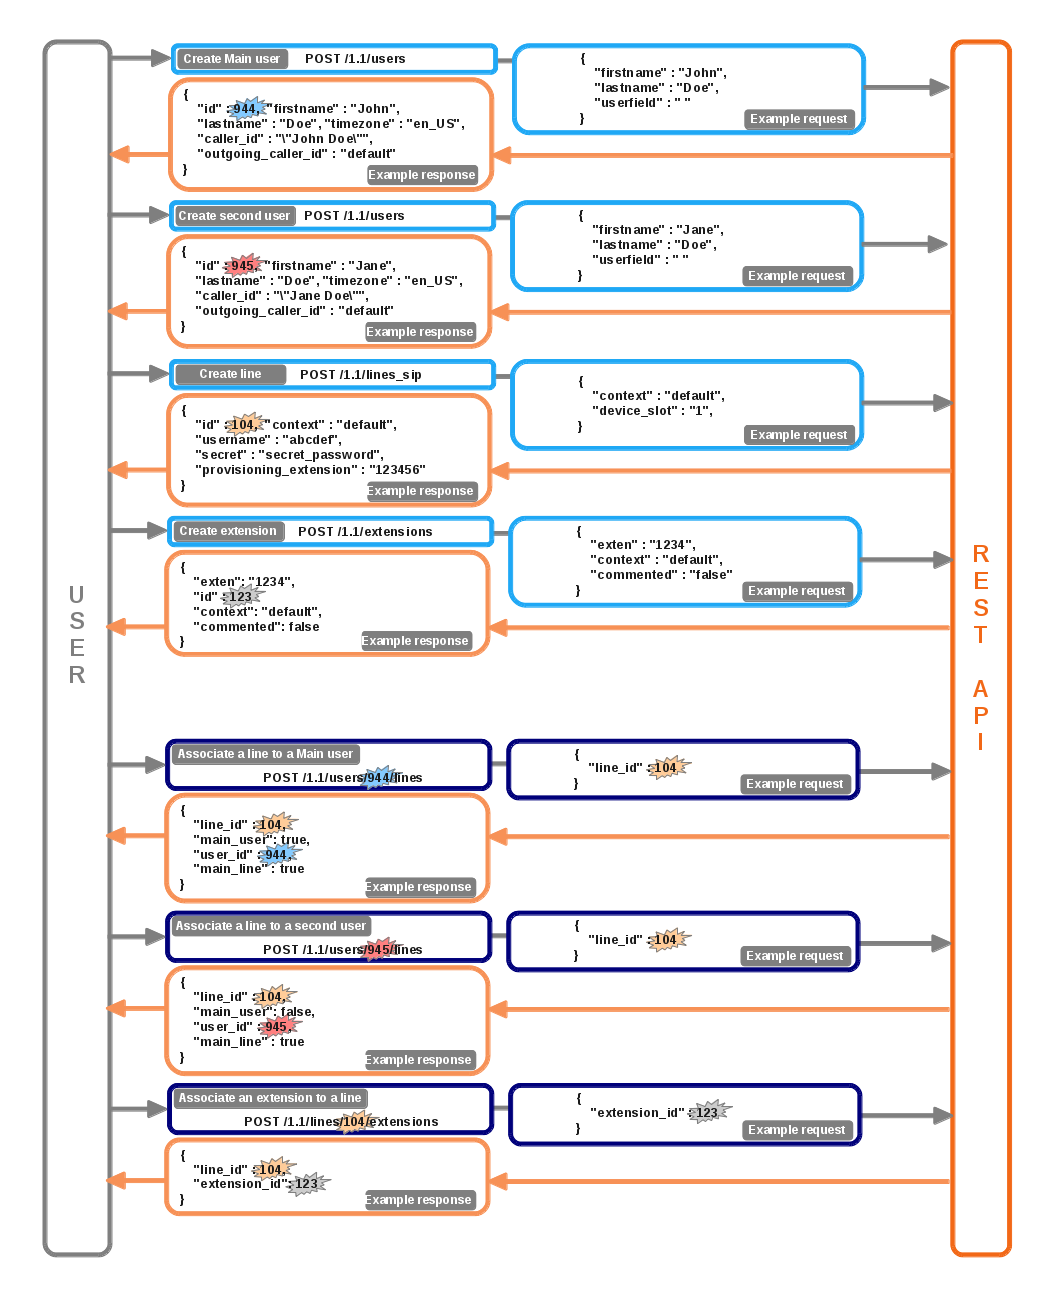 USER
REST API
Create Main user POST /1.1/users
{
"firstname" : "John",
"lastname" : "Doe",
"userfield" : " "
}
Example request
{
"id" : 944, "firstname" : "John",
"lastname" : "Doe", "timezone" : "en_US",
"caller_id" : "\"John Doe\"",
"outgoing_caller_id" : "default"
}
Example response
Create second user POST /1.1/users
{
"firstname" : "Jane",
"lastname" : "Doe",
"userfield" : " "
}
Example request
{
"id" : 945, "firstname" : "Jane",
"lastname" : "Doe", "timezone" : "en_US",
"caller_id" : "\"Jane Doe\"",
"outgoing_caller_id" : "default"
}
Example response
Create line POST /1.1/lines_sip
{
"context" : "default",
"device_slot" : "1",
}
Example request
{
"id" : 104, "context" : "default",
"username" : "abcdef",
"secret" : "secret_password",
"provisioning_extension" : "123456"
}
Example response
Create extension POST /1.1/extensions
{
"exten" : "1234",
"context" : "default",
"commented" : "false"
}
Example request
{
"exten": "1234",
"id" : 123
"context": "default",
"commented": false
}
Example response
Associate a line to a Main user
POST /1.1/users/944/lines
{
"line_id" : 104
}
Example request
{
"line_id" : 104,
"main_user": true,
"user_id" : 944,
"main_line" : true
}
Example response
Associate a line to a second user
POST /1.1/users/945/lines
{
"line_id" : 104
}
Example request
{
"line_id" : 104,
"main_user": false,
"user_id" : 945,
"main_line" : true
}
Example response
Associate an extension to a line
POST /1.1/lines/104/extensions
{
"extension_id" : 123
}
Example request
{
"line_id" : 104,
"extension_id": 123
}
Example response